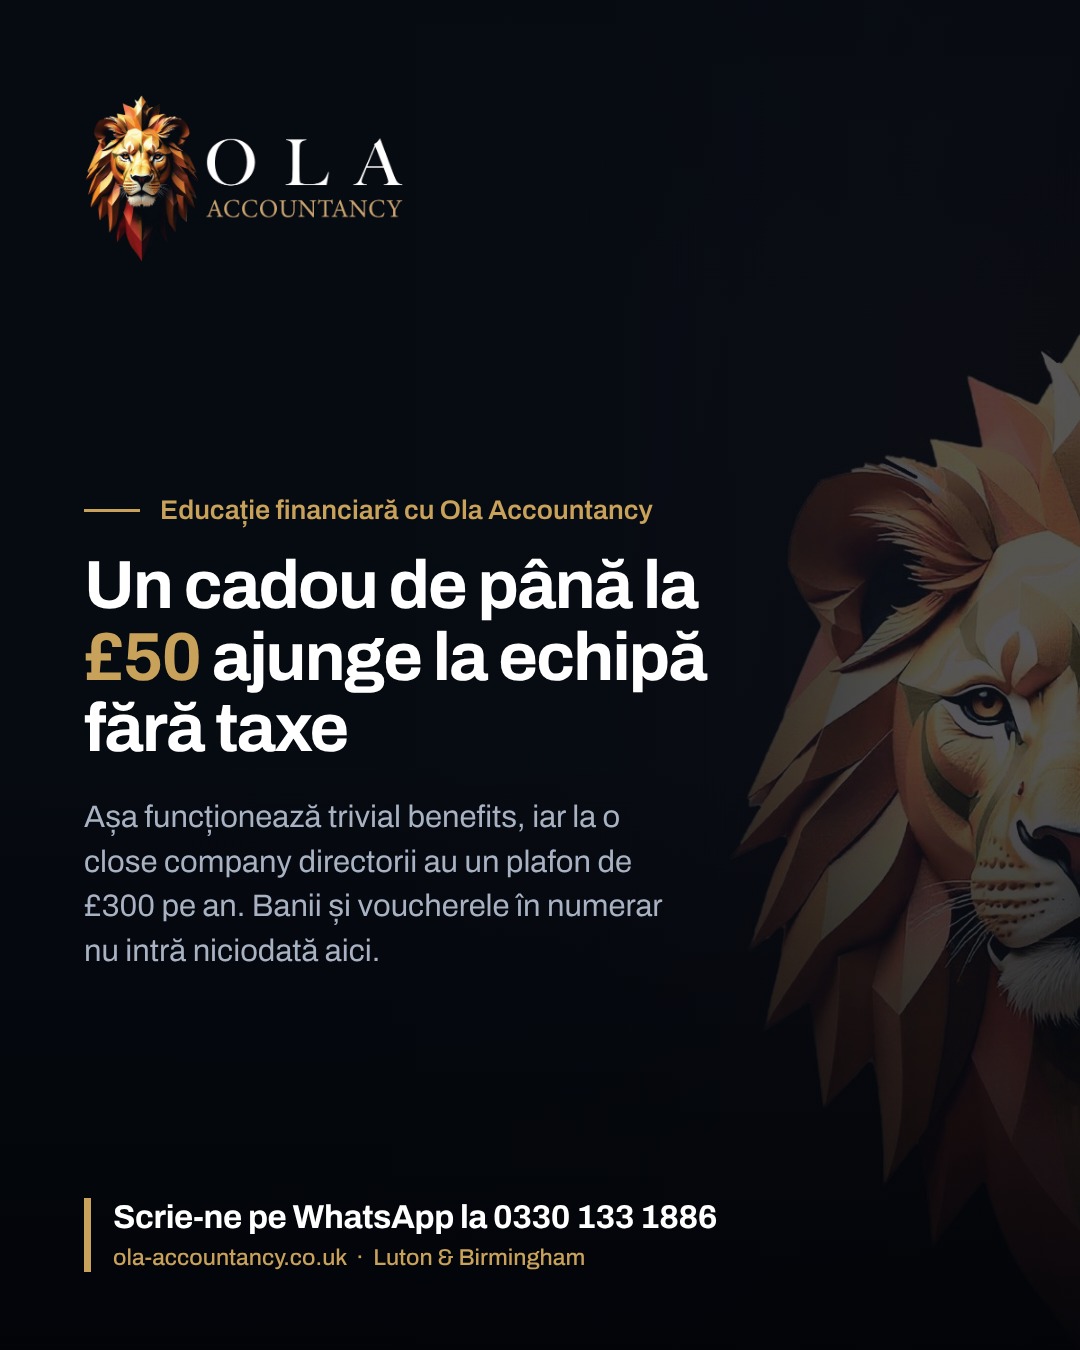 OLA
ACCOUNTANCY
Educație financiară cu Ola Accountancy
Un cadou de până la
£50 ajunge la echipă
fără taxe
Așa funcționează trivial benefits, iar la o
close company directorii au un plafon de
£300 pe an. Banii și voucherele în numerar
nu intră niciodată aici.
Scrie-ne pe WhatsApp la 0330 133 1886
ola-accountancy.co.uk · Luton & Birmingham